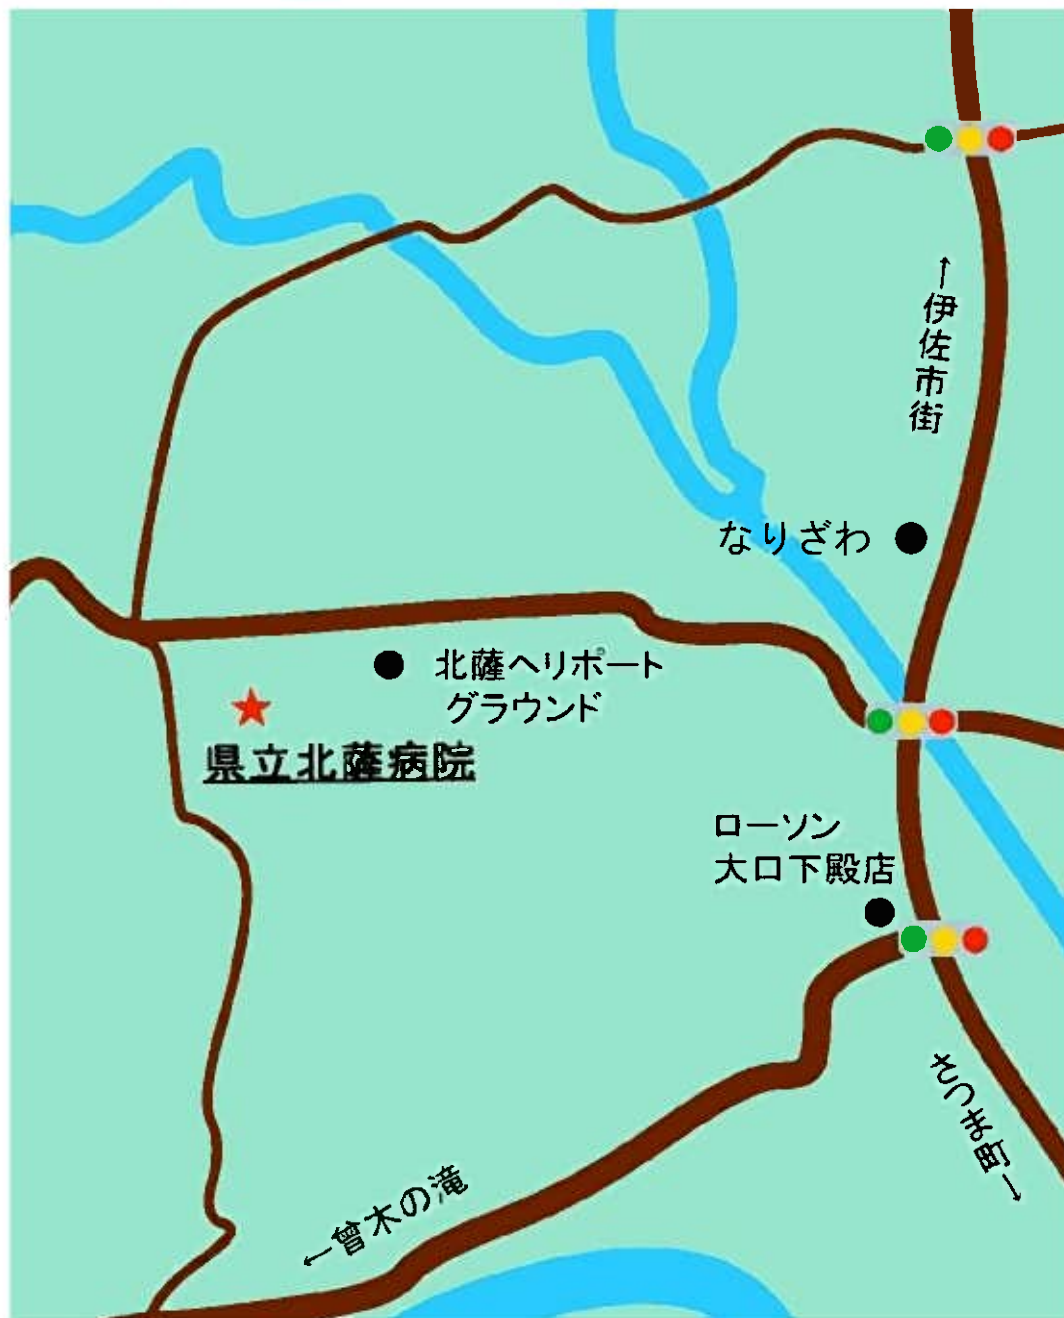 ←伊佐市街
なりざわ
北薩ヘリポート
グラウンド
県立北薩病院
ローソン
大口下殿店
さつま町→
←曾木の滝